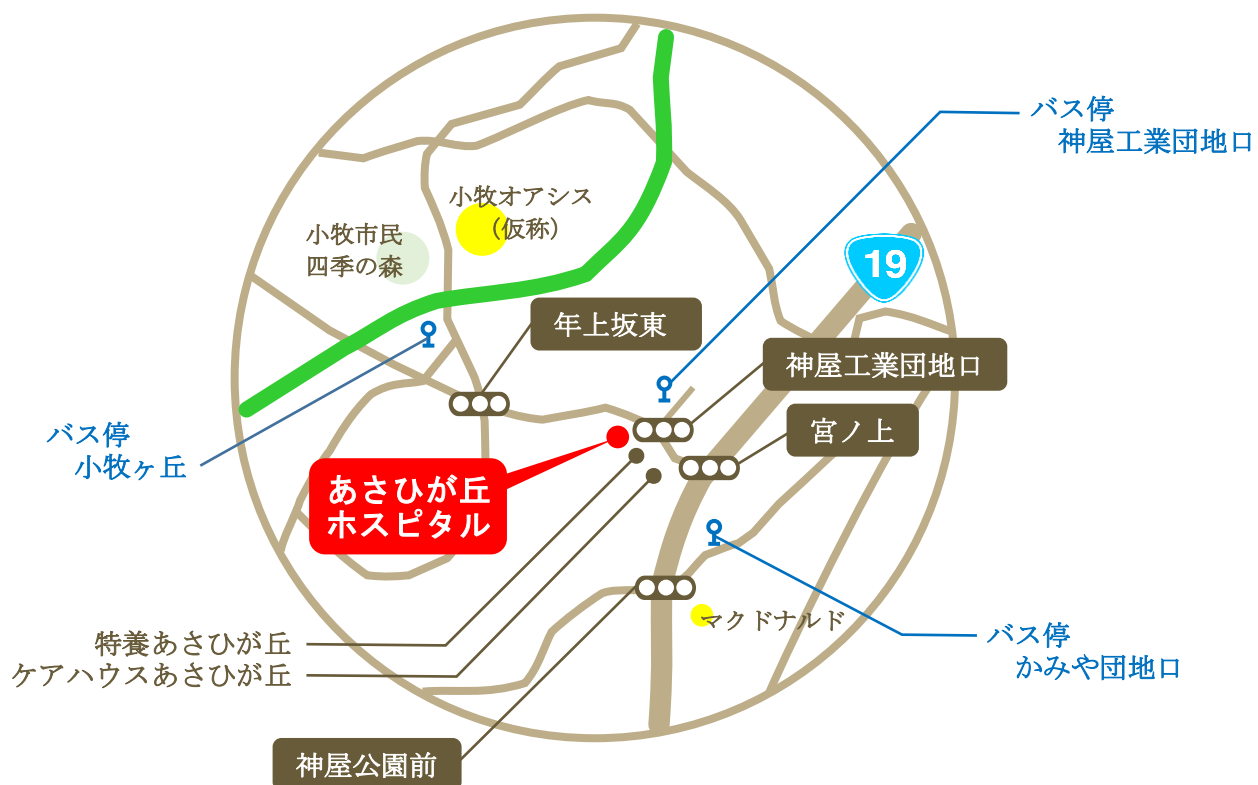 バス停
神屋工業団地口
小牧オアシス
（仮称）
小牧市民
四季の森
19
年上坂東
神屋工業団地口
宮ノ上
バス停
小牧ヶ丘
あさひが丘
ホスピタル
マクドナルド
特養あさひが丘
ケアハウスあさひが丘
バス停
かみや団地口
神屋公園前